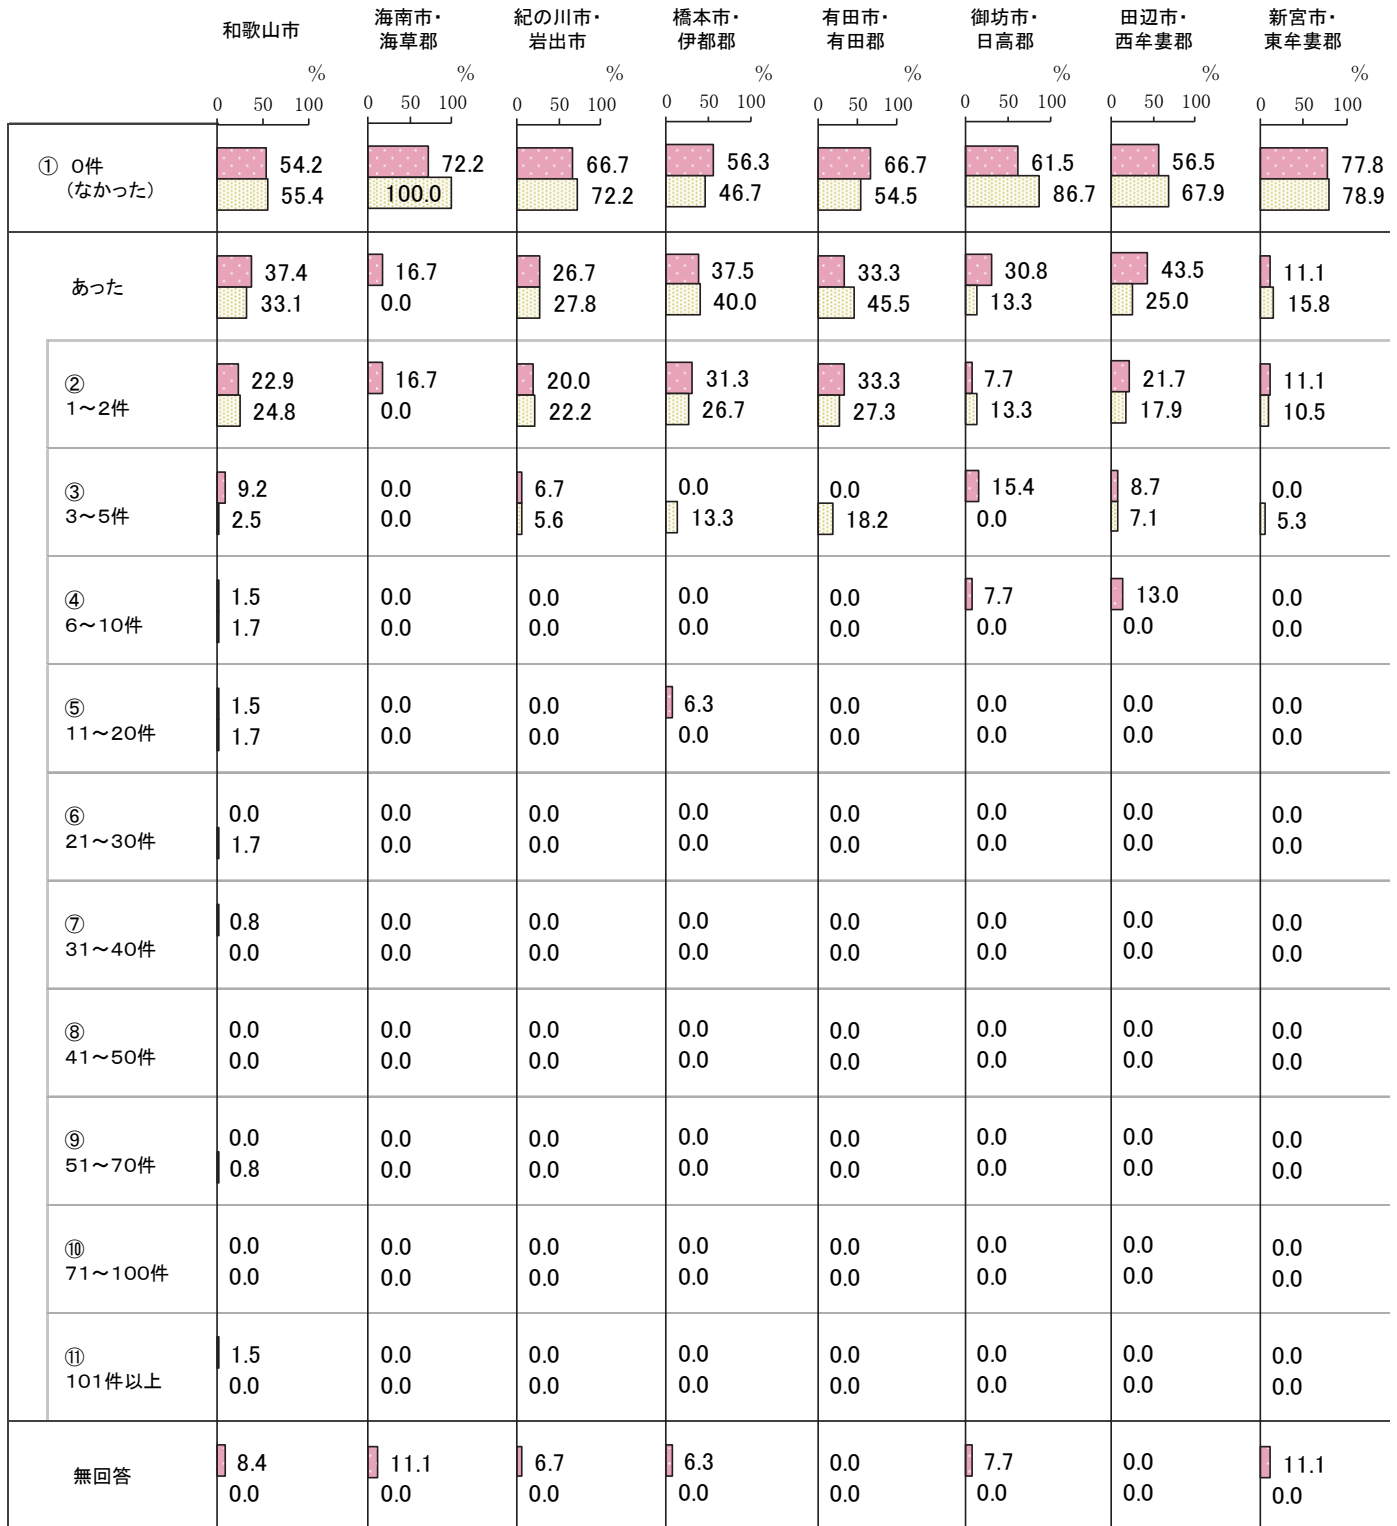 和歌山市 海南市・ 紀の川市・ 橋本市・ 有田市・ 御坊市・ 田辺市・ 新宮市・
海草郡 岩出市 伊都郡 有田郡 日高郡 西牟婁郡 東牟婁郡
% % % % % % % %
0 50 100 0 50 100 0 50 100 0 50 100 0 50 100 0 50 100 0 50 100 0 50 100
① 0件 54.2 72.2 66.7 56.3 66.7 61.5 56.5 77.8
(なかった) 55.4 100.0 72.2 46.7 54.5 86.7 67.9 78.9
あった 37.4 16.7 26.7 37.5 33.3 30.8 43.5 11.1
33.1 0.0 27.8 40.0 45.5 13.3 25.0 15.8
② 22.9 16.7 20.0 31.3 33.3 7.7 21.7 11.1
1～2件 24.8 0.0 22.2 26.7 27.3 13.3 17.9 10.5
③ 9.2 0.0 6.7 0.0 0.0 15.4 8.7 0.0
3～5件 2.5 0.0 5.6 13.3 18.2 0.0 7.1 5.3
④ 1.5 0.0 0.0 0.0 0.0 7.7 13.0 0.0
6～10件 1.7 0.0 0.0 0.0 0.0 0.0 0.0 0.0
⑤ 1.5 0.0 0.0 6.3 0.0 0.0 0.0 0.0
11～20件 1.7 0.0 0.0 0.0 0.0 0.0 0.0 0.0
⑥ 0.0 0.0 0.0 0.0 0.0 0.0 0.0 0.0
21～30件 1.7 0.0 0.0 0.0 0.0 0.0 0.0 0.0
⑦ 0.8 0.0 0.0 0.0 0.0 0.0 0.0 0.0
31～40件 0.0 0.0 0.0 0.0 0.0 0.0 0.0 0.0
⑧ 0.0 0.0 0.0 0.0 0.0 0.0 0.0 0.0
41～50件 0.0 0.0 0.0 0.0 0.0 0.0 0.0 0.0
⑨ 0.0 0.0 0.0 0.0 0.0 0.0 0.0 0.0
51～70件 0.8 0.0 0.0 0.0 0.0 0.0 0.0 0.0
⑩ 0.0 0.0 0.0 0.0 0.0 0.0 0.0 0.0
71～100件 0.0 0.0 0.0 0.0 0.0 0.0 0.0 0.0
⑪ 1.5 0.0 0.0 0.0 0.0 0.0 0.0 0.0
101件以上 0.0 0.0 0.0 0.0 0.0 0.0 0.0 0.0
無回答 8.4 11.1 6.7 6.3 0.0 7.7 0.0 11.1
0.0 0.0 0.0 0.0 0.0 0.0 0.0 0.0